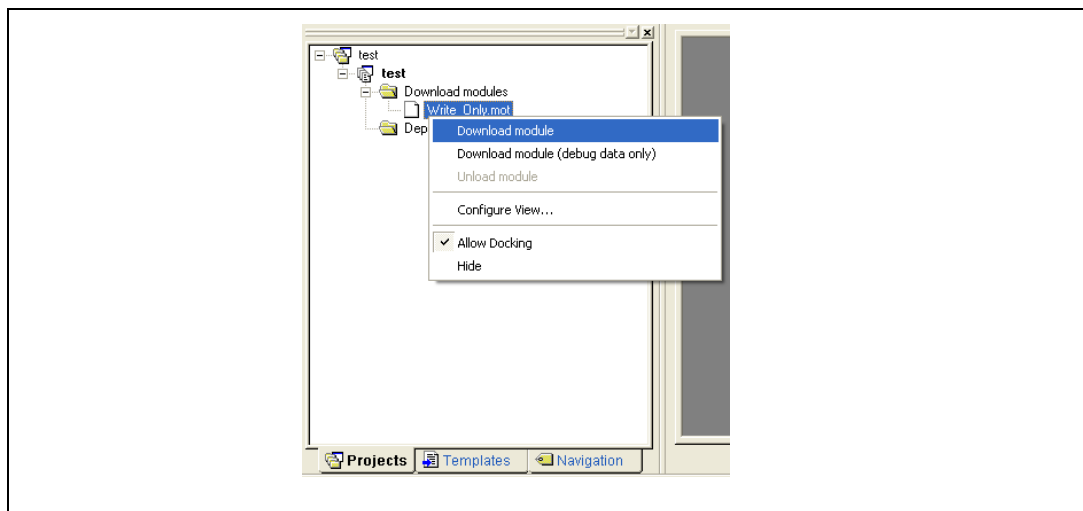 test
test
Download modules
Write_Only.mot
Dep
Download module
Download module (debug data only)
Unload module
Configure View...
Allow Docking
Hide
Projects Templates Navigation